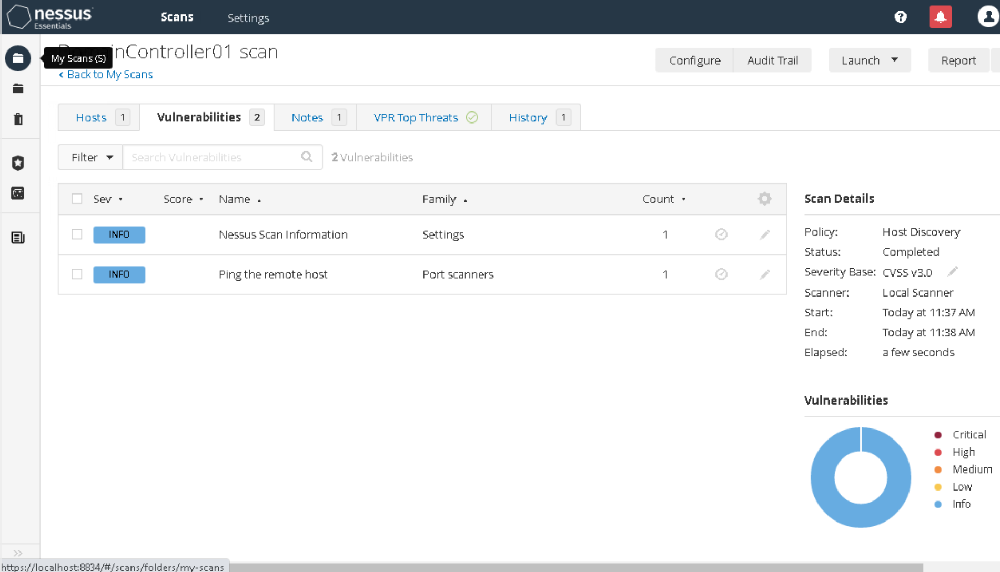 nessus
Essentials
Scans
Settings
inController01 scan
My Scans (5)
Back to My Scans
Configure
Audit Trail
Launch
Report
Hosts 1
Vulnerabilities 2
Notes 1
VPR Top Threats
History 1
Filter
Search Vulnerabilities
2 Vulnerabilities
Sev Score Name Family Count
INFO Nessus Scan Information Settings 1
INFO Ping the remote host Port scanners 1
Scan Details
Policy: Host Discovery
Status: Completed
Severity Base: CVSS v3.0
Scanner: Local Scanner
Start: Today at 11:37 AM
End: Today at 11:38 AM
Elapsed: a few seconds
Vulnerabilities
Critical
High
Medium
Low
Info
https://localhost:8834/#/scans/folders/my-scans